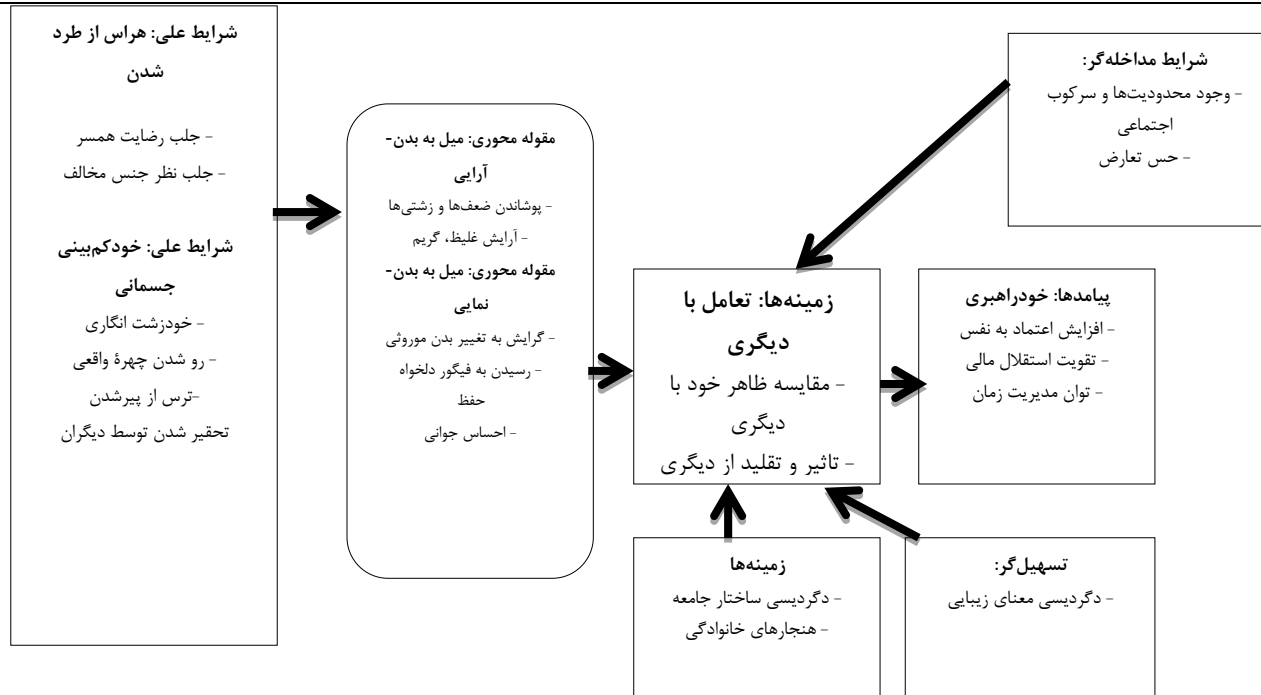 شرایط علی: هراس از طرد
شدن
- جلب رضایت همسر
- جلب نظر جنس مخالف
شرایط علی: خودکم‌بینی
جسمانی
- خودزشت انگاری
- رو شدن چهرۀ واقعی
-ترس از پیرشدن
تحقیر شدن توسط دیگران
مقوله محوری: میل به بدن-
آرایی
- پوشاندن ضعف‌ها و زشتی‌ها
- آرایش غلیظ، گریم
مقوله محوری: میل به بدن-
نمایی
- گرایش به تغییر بدن موروثی
- رسیدن به فیگور دلخواه
حفظ
- احساس جوانی
شرایط مداخله‌گر:
- وجود محدودیت‌ها و سرکوب
اجتماعی
- حس تعارض
زمینه‌ها: تعامل با
دیگری
- مقایسه ظاهر خود با
دیگری
- تاثیر و تقلید از دیگری
پیامدها: خودراهبری
- افزایش اعتماد به نفس
- تقویت استقلال مالی
- توان مدیریت زمان
زمینه‌ها
- دگردیسی ساختار جامعه
- هنجارهای خانوادگی
تسهیل‌گر:
- دگردیسی معنای زیبایی